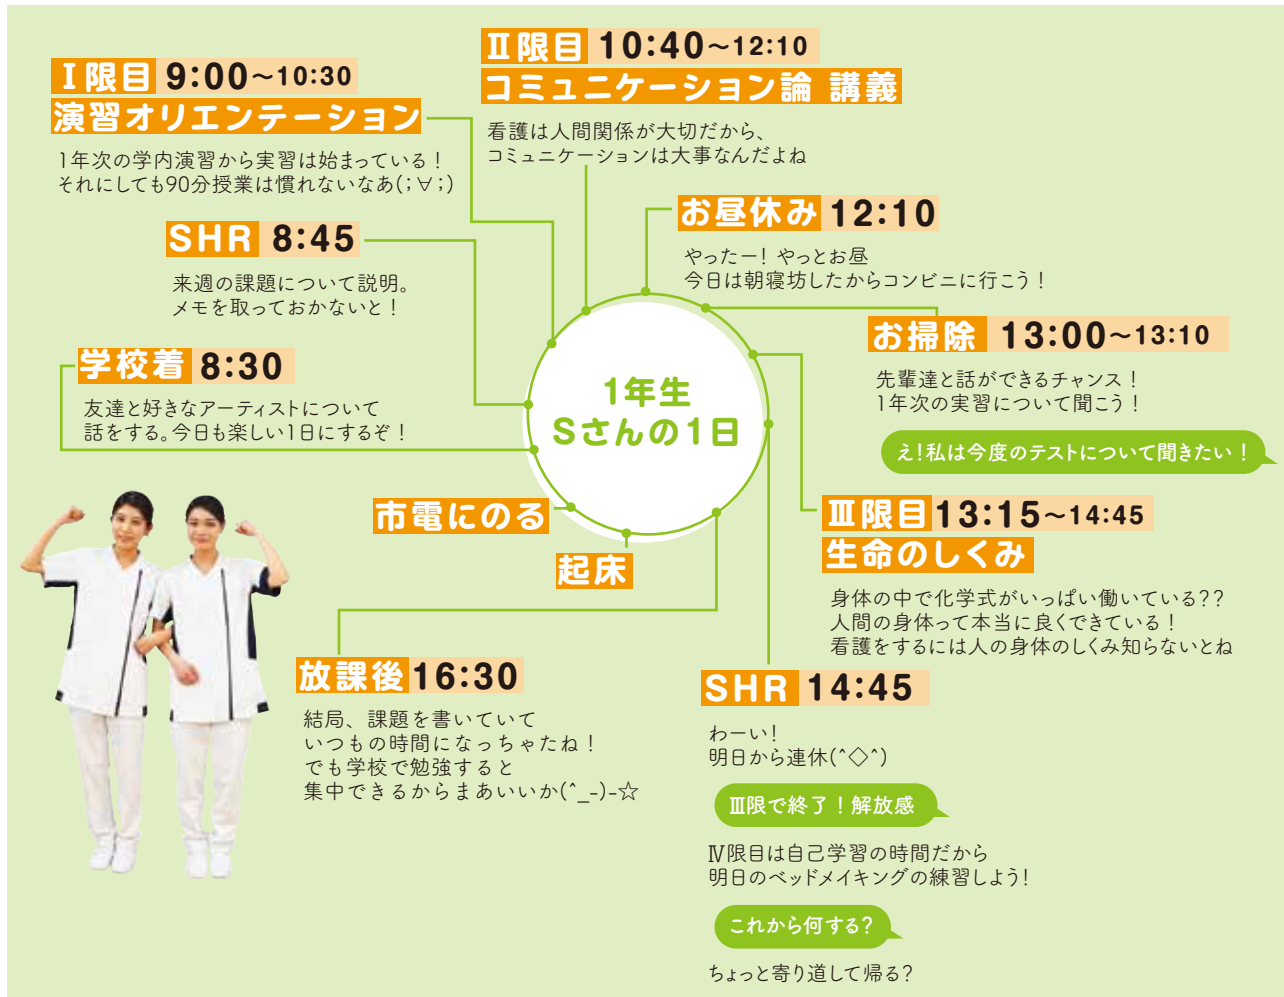 Ⅰ限目 9:00～10:30
演習オリエンテーション
1年次の学内演習から実習は始まっている！
それにしても90分授業は慣れないなあ(；∀；)
Ⅱ限目 10:40～12:10
コミュニケーション論 講義
看護は人間関係が大切だから、
コミュニケーションは大事なんだよね
SHR 8:45
来週の課題について説明。
メモを取っておかないと！
お昼休み 12:10
やったー！やっとお昼
今日は朝寝坊したからコンビニに行こう！
学校着 8:30
友達と好きなアーティストについて
話をする。今日も楽しい1日にするぞ！
お掃除 13:00～13:10
先輩達と話ができるチャンス！
1年次の実習について聞こう！
え！私は今度のテストについて聞きたい！
1年生
Sさんの1日
市電にのる
起床
Ⅲ限目 13:15～14:45
生命のしくみ
身体の中で化学式がいっぱい働いている??
人間の身体って本当に良くできている！
看護をするには人の身体のしくみ知らないとね
放課後 16:30
結局、課題を書いていて
いつもの時間になっちゃたね！
でも学校で勉強すると
集中できるからまあいいか(^_-)-☆
SHR 14:45
わーい！
明日から連休(^◇^)
Ⅲ限で終了！解放感
Ⅳ限目は自己学習の時間だから
明日のベッドメイキングの練習しよう！
これから何する？
ちょっと寄り道して帰る？